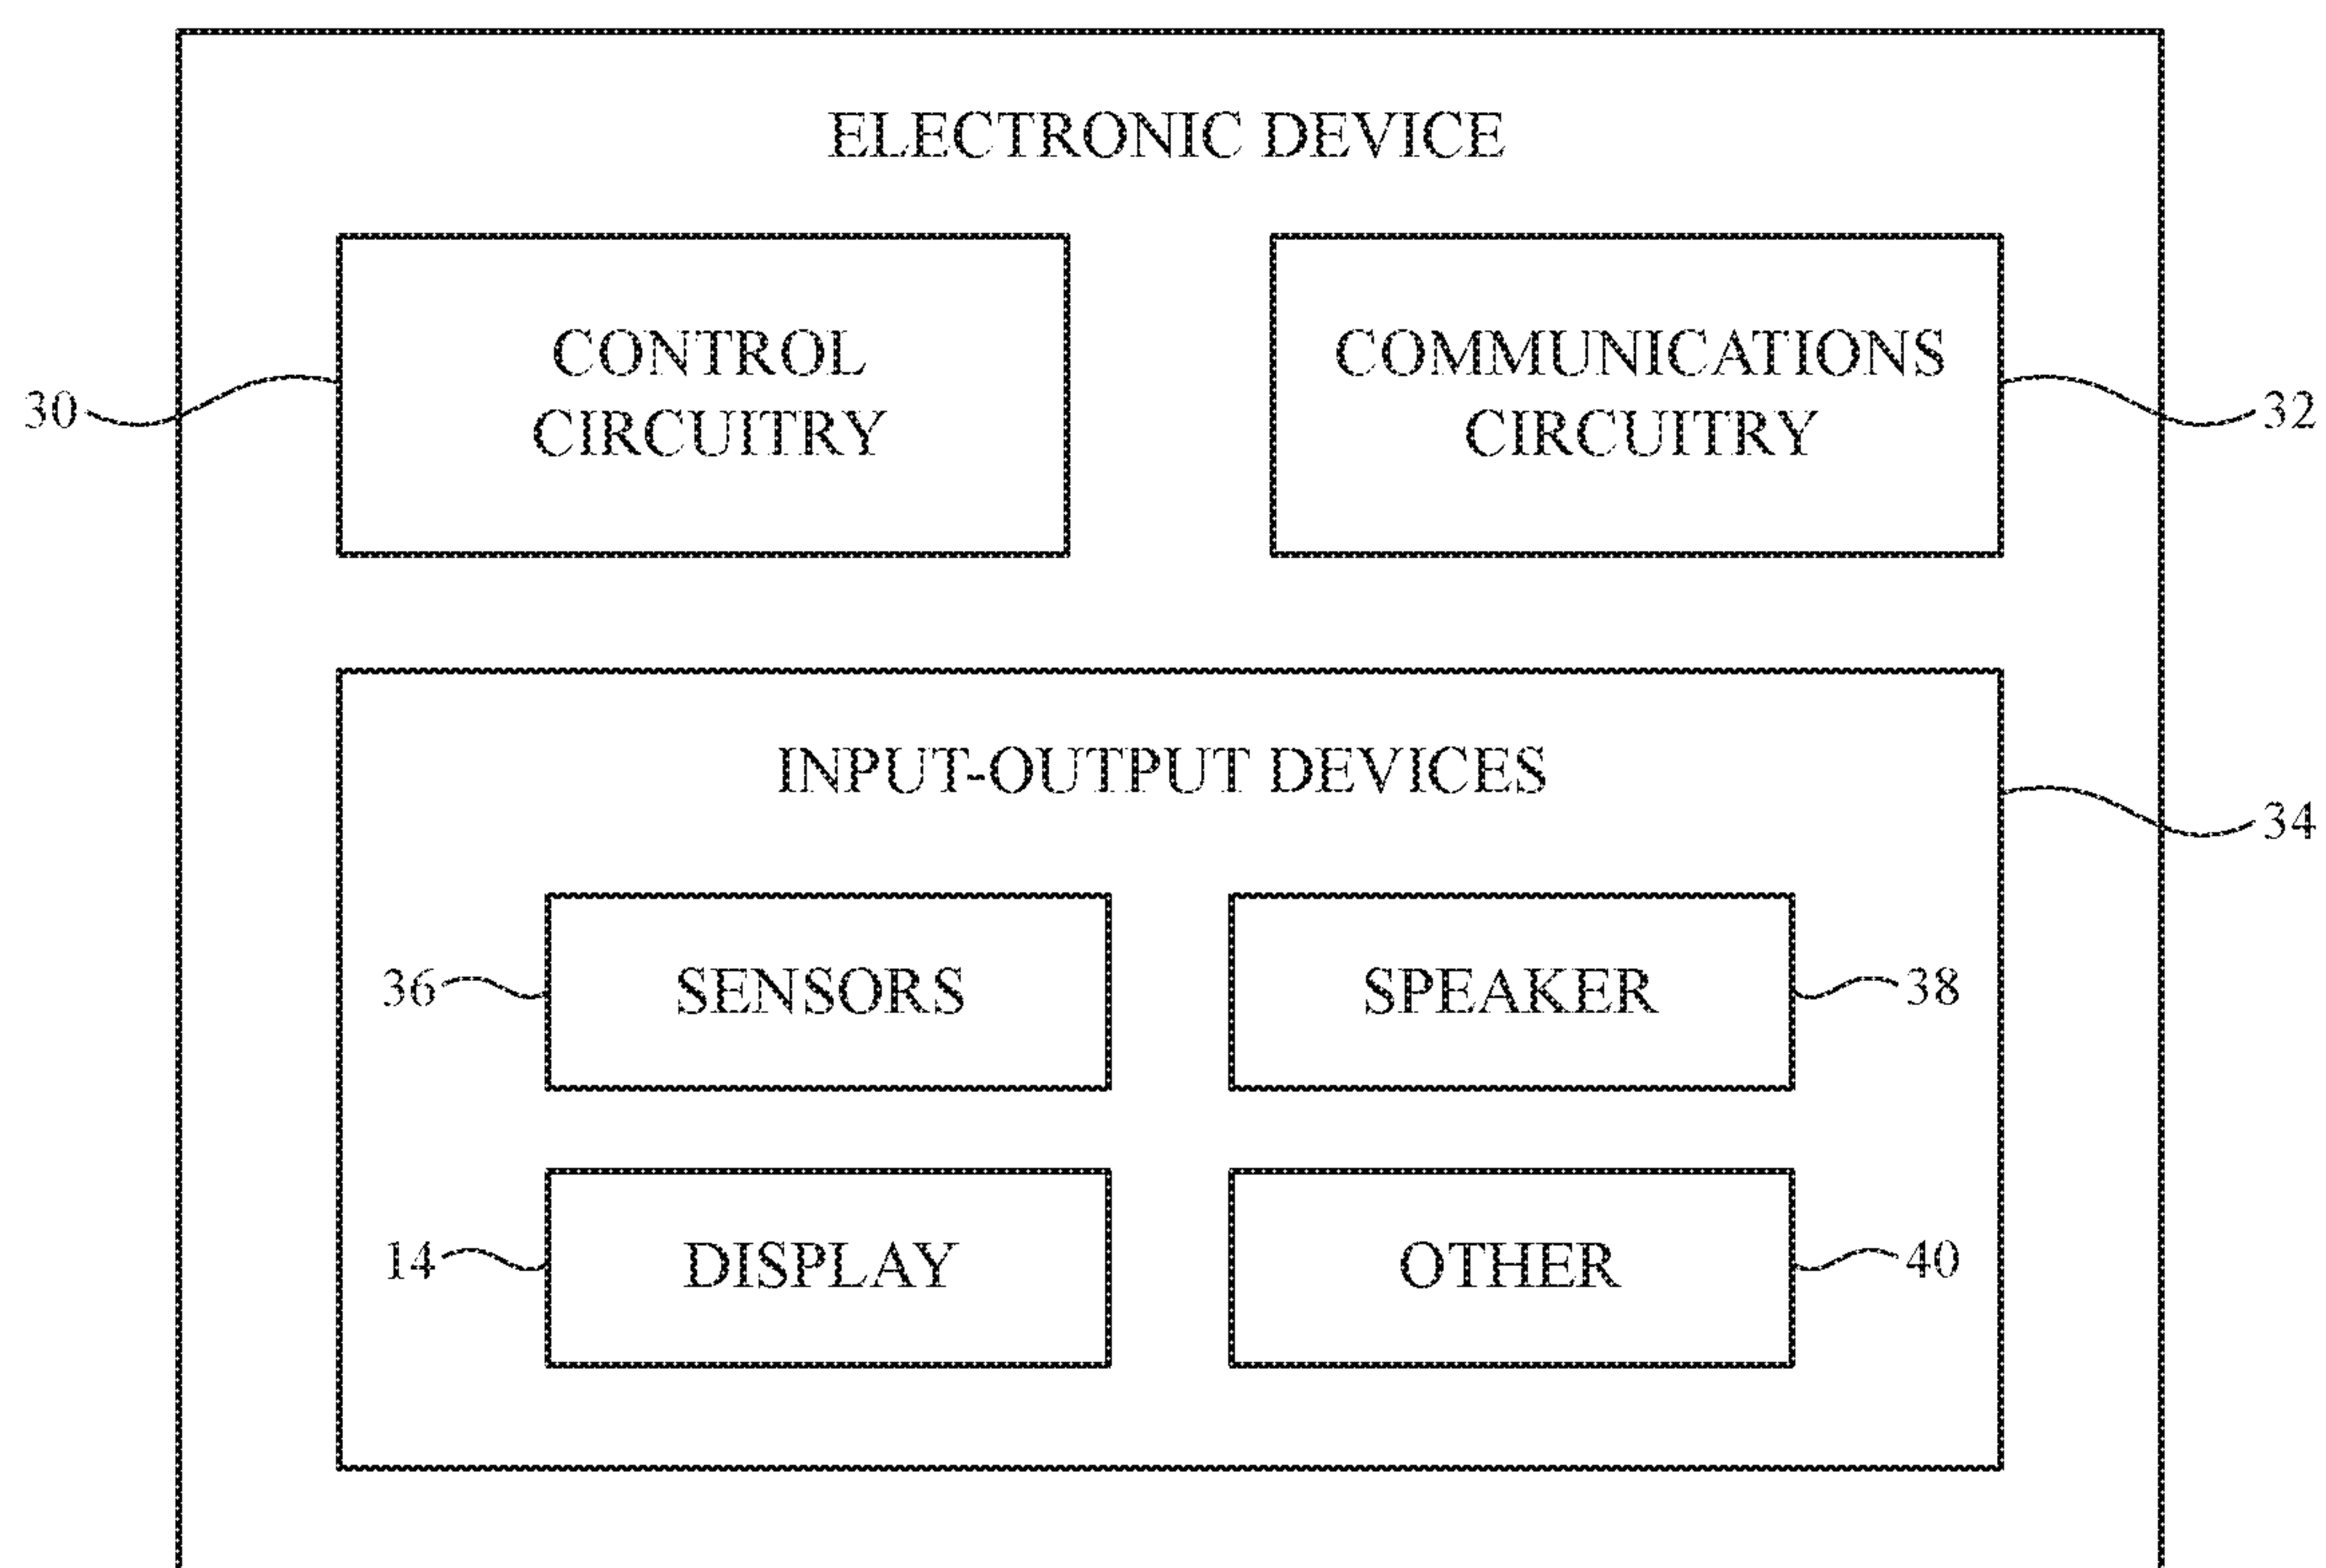 ELECTRONIC DEVICE
CONTROL
CIRCUITRY
30
COMMUNICATIONS
CIRCUITRY
32
INPUT-OUTPUT DEVICES
34
36
SENSORS
SPEAKER
38
14
DISPLAY
OTHER
40